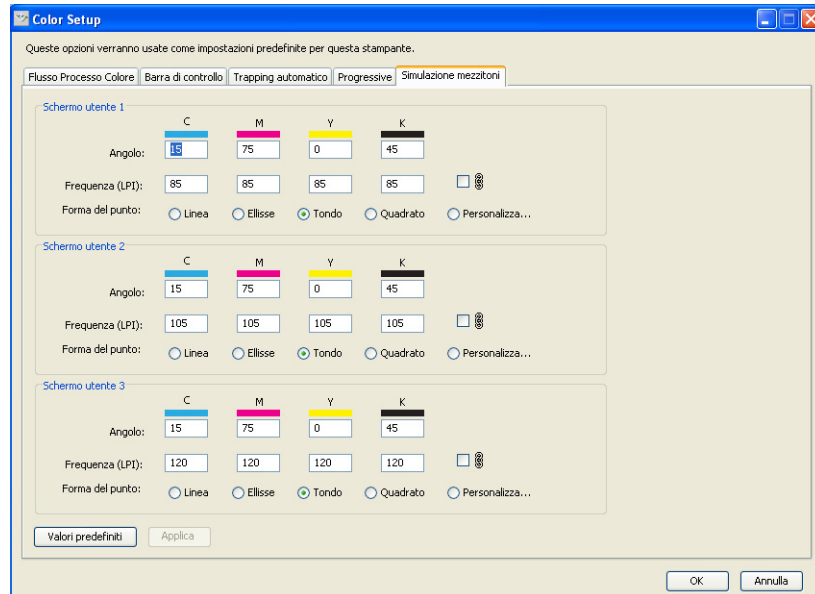 Color Setup
Queste opzioni verranno usate come impostazioni predefinite per questa stampante.
Flusso Processo Colore Barra di controllo Trapping automatico Progressive Simulazione mezzitoni
Schermo utente 1
C M Y K
Angolo: 15 75 0 45
Frequenza (LPI): 85 85 85 85
Forma del punto: Linea Ellisse Tondo Quadrato Personalizza...
Schermo utente 2
C M Y K
Angolo: 15 75 0 45
Frequenza (LPI): 105 105 105 105
Forma del punto: Linea Ellisse Tondo Quadrato Personalizza...
Schermo utente 3
C M Y K
Angolo: 15 75 0 45
Frequenza (LPI): 120 120 120 120
Forma del punto: Linea Ellisse Tondo Quadrato Personalizza...
Valori predefiniti Applica
OK Annulla